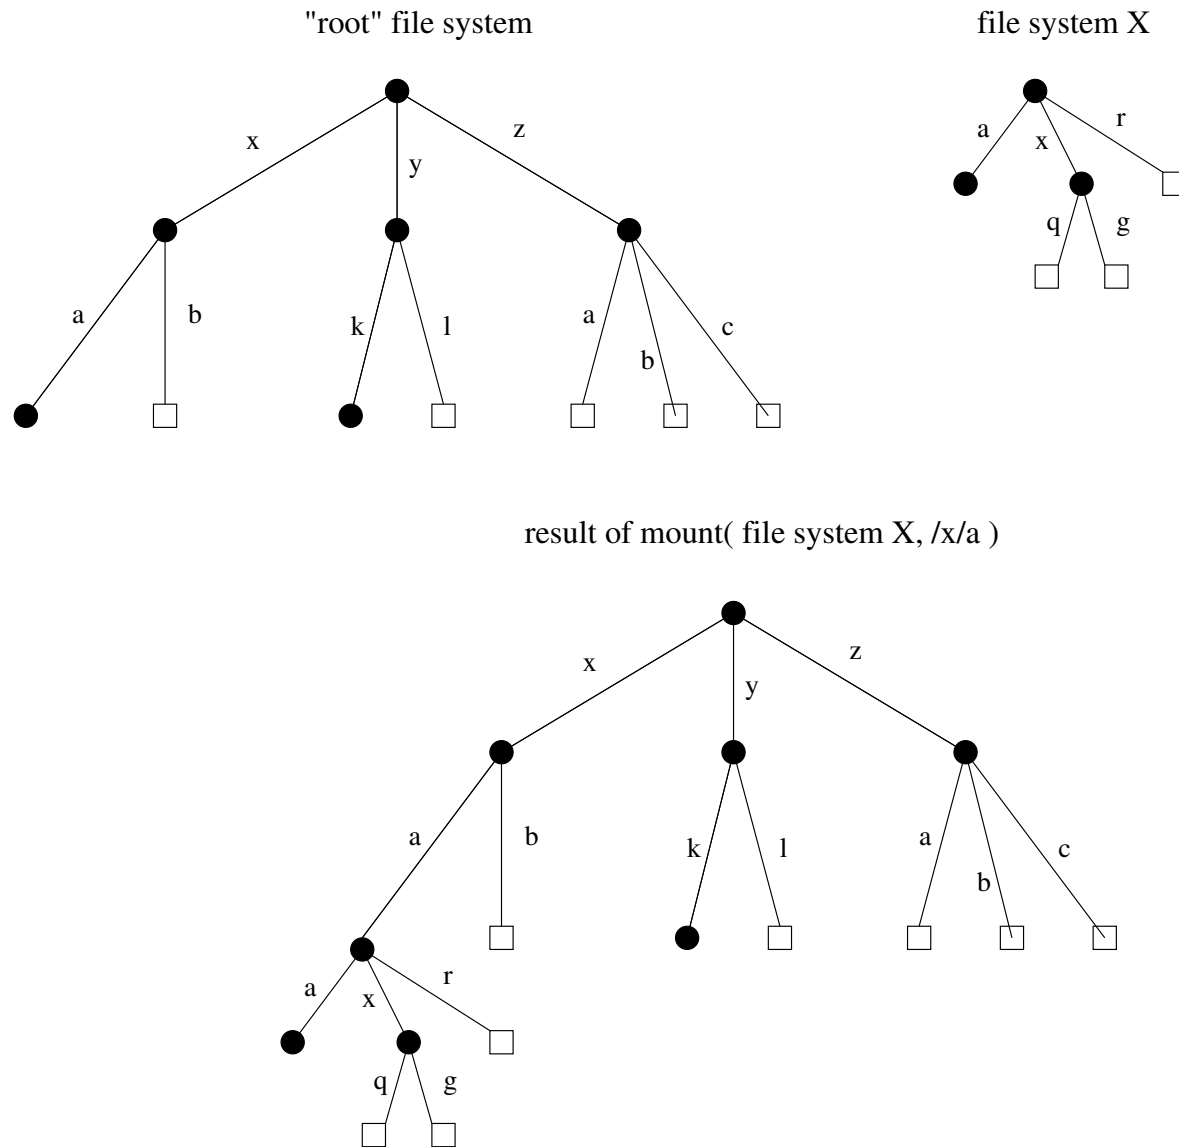 "root" file system
file system X
x
y
z
a
b
k
l
a
b
c
a
x
r
q
g
result of mount( file system X, /x/a )
x
y
z
a
b
k
l
a
b
c
a
x
r
q
g